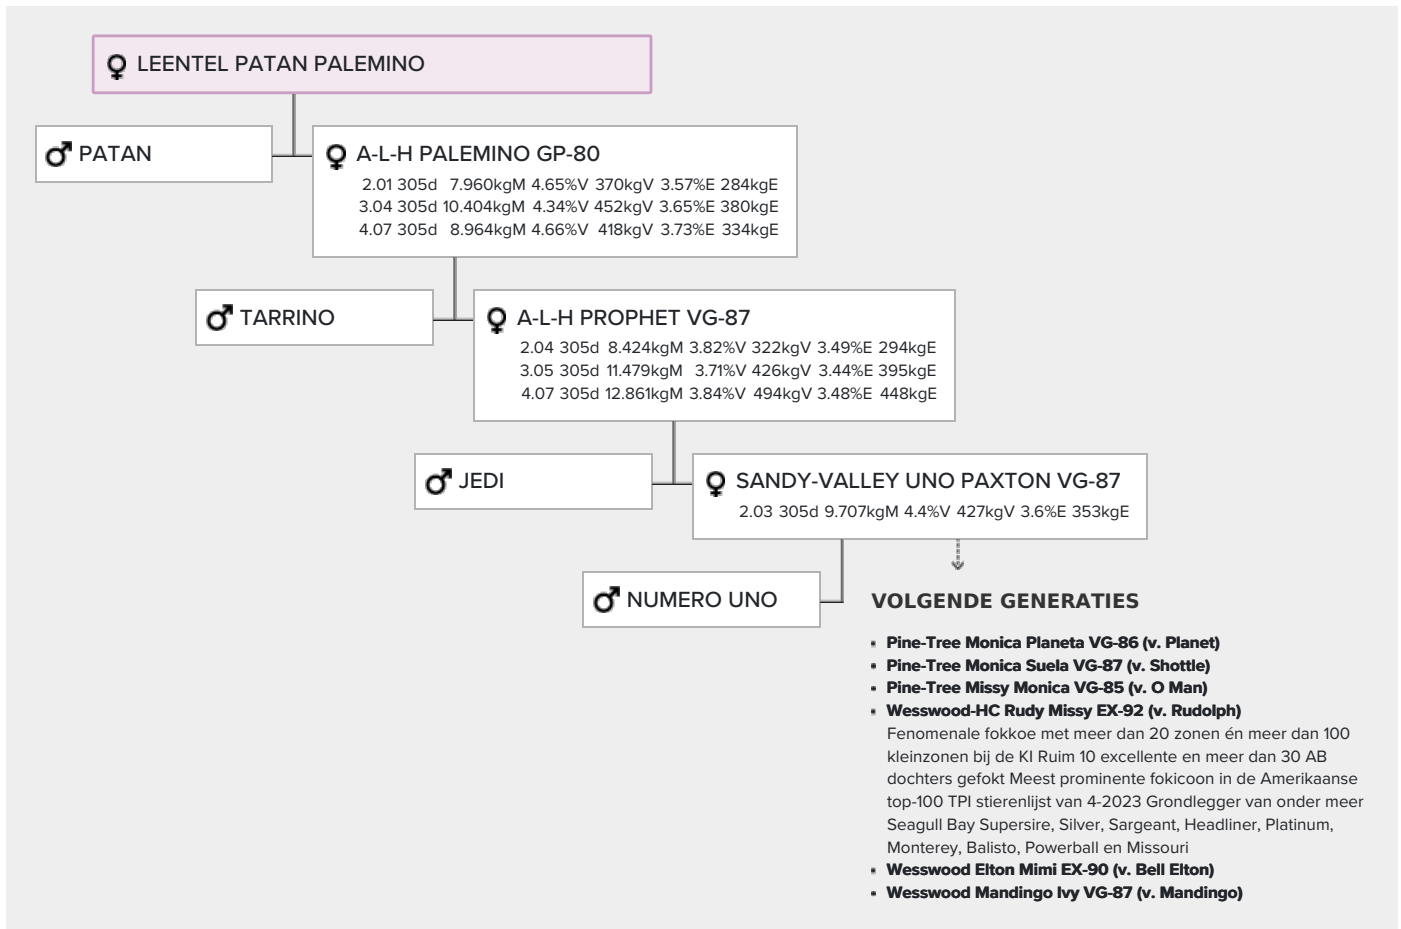 LEENTEL PATAN PALEMINO
PATAN
A-L-H PALEMINO GP-80
2.01 305d 7.960kgM 4.65%V 370kgV 3.57%E 284kgE
3.04 305d 10.404kgM 4.34%V 452kgV 3.65%E 380kgE
4.07 305d 8.964kgM 4.66%V 418kgV 3.73%E 334kgE
TARRINO
A-L-H PROPHET VG-87
2.04 305d 8.424kgM 3.82%V 322kgV 3.49%E 294kgE
3.05 305d 11.479kgM 3.71%V 426kgV 3.44%E 395kgE
4.07 305d 12.861kgM 3.84%V 494kgV 3.48%E 448kgE
JEDI
SANDY-VALLEY UNO PAXTON VG-87
2.03 305d 9.707kgM 4.4%V 427kgV 3.6%E 353kgE
NUMERO UNO
VOLGENDE GENERATIES
Pine-Tree Monica Planeta VG-86 (v. Planet)
Pine-Tree Monica Suela VG-87 (v. Shottle)
Pine-Tree Missy Monica VG-85 (v. O Man)
Wesswood-HC Rudy Missy EX-92 (v. Rudolph)
Fenomenale fokkoe met meer dan 20 zonen én meer dan 100
kleinzonen bij de KI Ruim 10 excellente en meer dan 30 AB
dochters gefokt Meest prominente fokicoon in de Amerikaanse
top-100 TPI stierenlijst van 4-2023 Grondlegger van onder meer
Seagull Bay Supersire, Silver, Sargeant, Headliner, Platinum,
Monterey, Balisto, Powerball en Missouri
Wesswood Elton Mimi EX-90 (v. Bell Elton)
Wesswood Mandingo Ivy VG-87 (v. Mandingo)